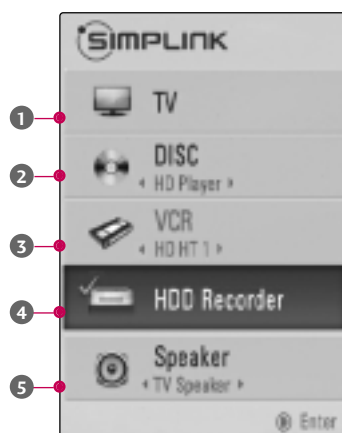 SIMPLINK
1 TV
2 DISC
◄ HD Player ►
3 VCR
◄ HD HT 1 ►
4 HDD Recorder
5 Speaker
◄ TV Speaker ►
Enter